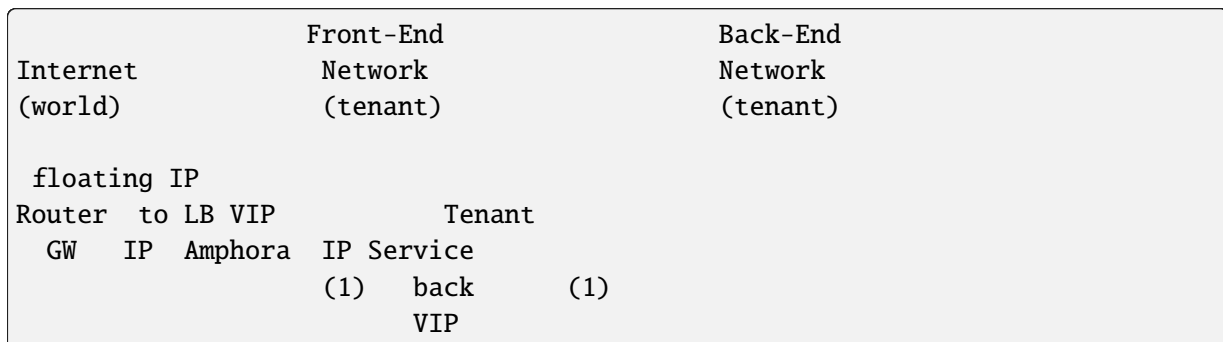 Front-End Back-End
Internet Network Network
(world) (tenant) (tenant)
floating IP
Router to LB VIP Tenant
GW IP Amphora IP Service
(1) back (1)
VIP